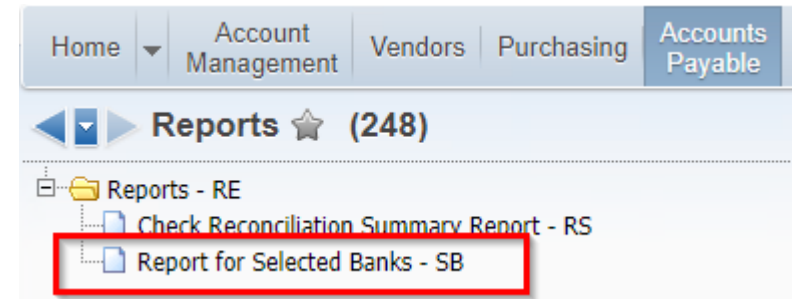 Home Account Management Vendors Purchasing Accounts Payable
Reports (248)
Reports - RE
Check Reconciliation Summary Report - RS
Report for Selected Banks - SB